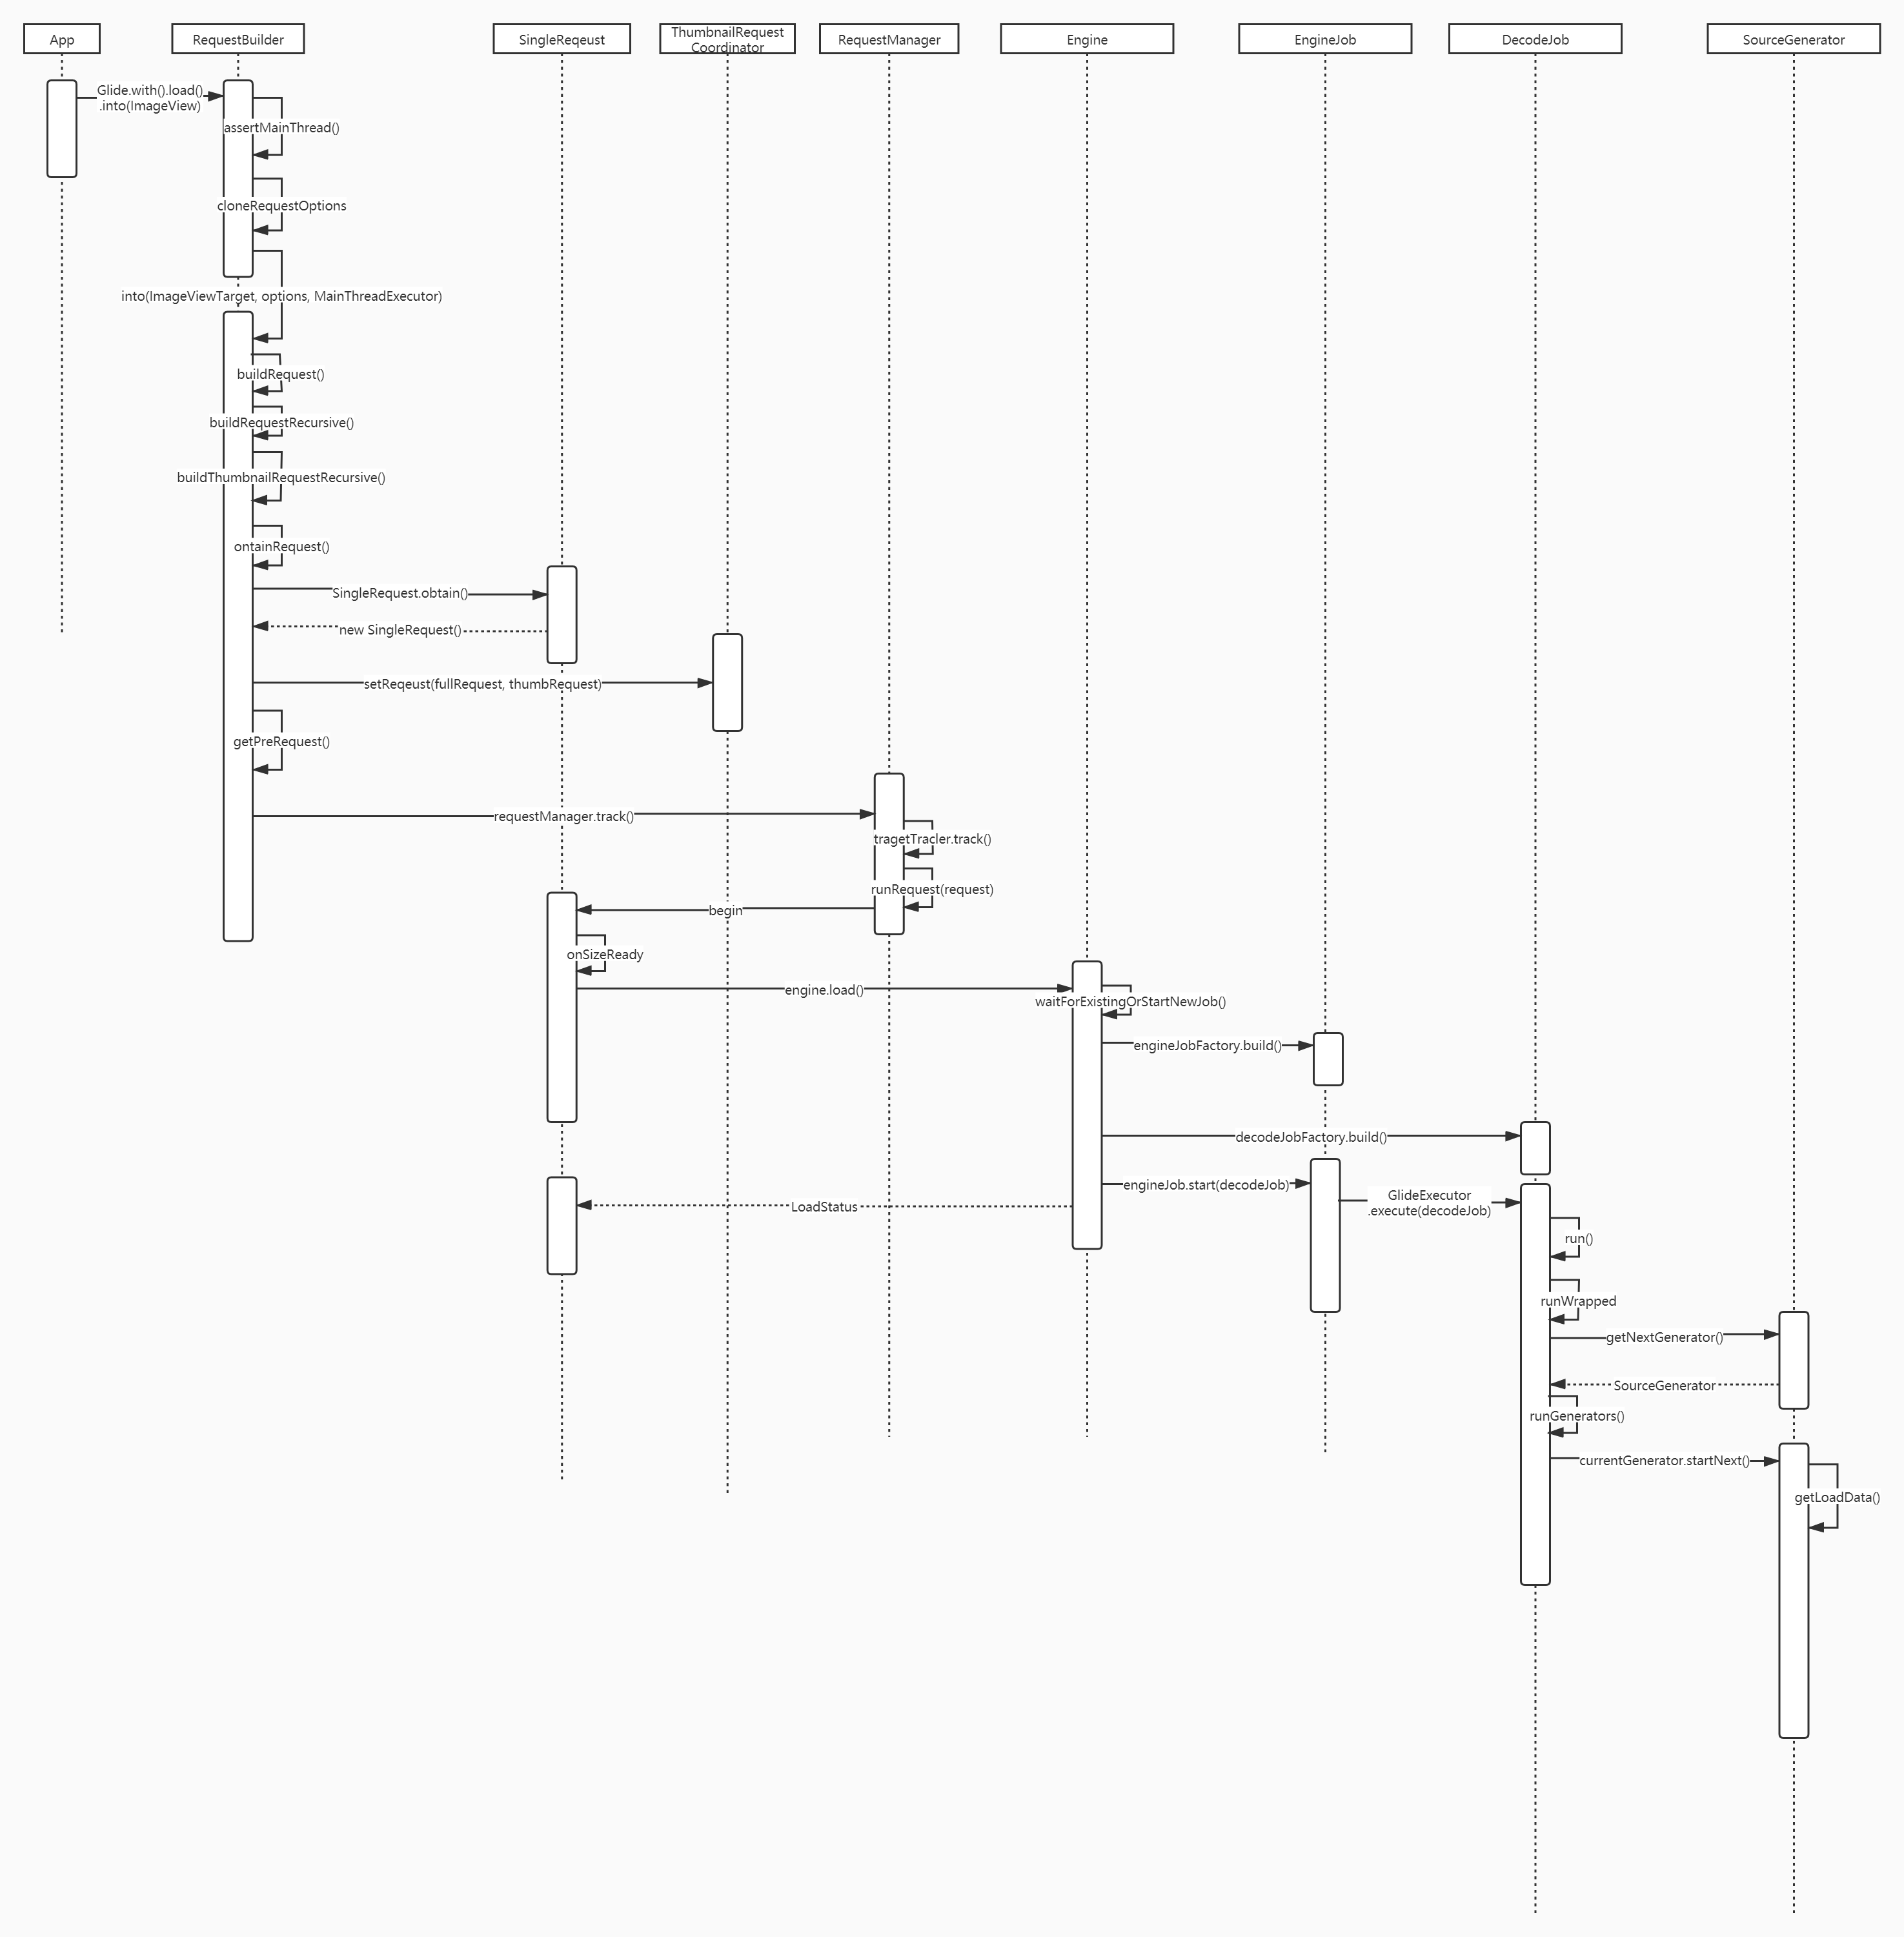 App
RequestBuilder
SingleReqeust
ThumbnailRequest
Coordinator
RequestManager
Engine
EngineJob
DecodeJob
SourceGenerator
Glide.with().load()
.into(ImageView)
assertMainThread()
cloneRequestOptions
into(ImageViewTarget, options, MainThreadExecutor)
buildRequest()
buildRequestRecursive()
buildThumbnailRequestRecursive()
ontainRequest()
SingleRequest.obtain()
new SingleRequest()
setReqeust(fullRequest, thumbRequest)
getPreRequest()
requestManager.track()
tragetTracler.track()
runRequest(request)
begin
onSizeReady
engine.load()
waitForExistingOrStartNewJob()
engineJobFactory.build()
decodeJobFactory.build()
engineJob.start(decodeJob)
GlideExecutor
.execute(decodeJob)
LoadStatus
run()
runWrapped
getNextGenerator()
SourceGenerator
runGenerators()
currentGenerator.startNext()
getLoadData()